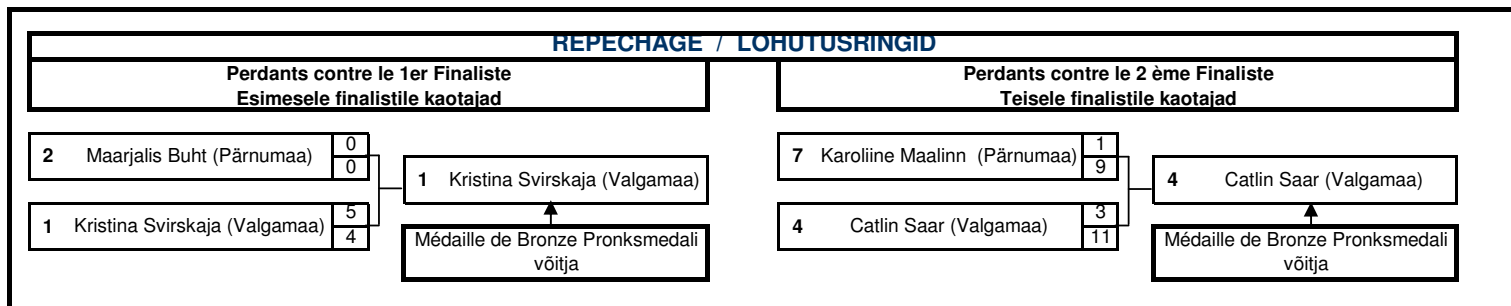 REPECHAGE / LOHUTUSRINGID
Perdants contre le 1er Finaliste
Esimesele finalistile kaotajad
Perdants contre le 2 ème Finaliste
Teisele finalistile kaotajad
2 Maarjalis Buht (Pärnumaa) 0
0
1 Kristina Svirskaja (Valgamaa)
1 Kristina Svirskaja (Valgamaa) 5
4
Médaille de Bronze Pronksmedali
võitja
7 Karoliine Maalinn (Pärnumaa) 1
9
4 Catlin Saar (Valgamaa)
4 Catlin Saar (Valgamaa) 3
11
Médaille de Bronze Pronksmedali
võitja